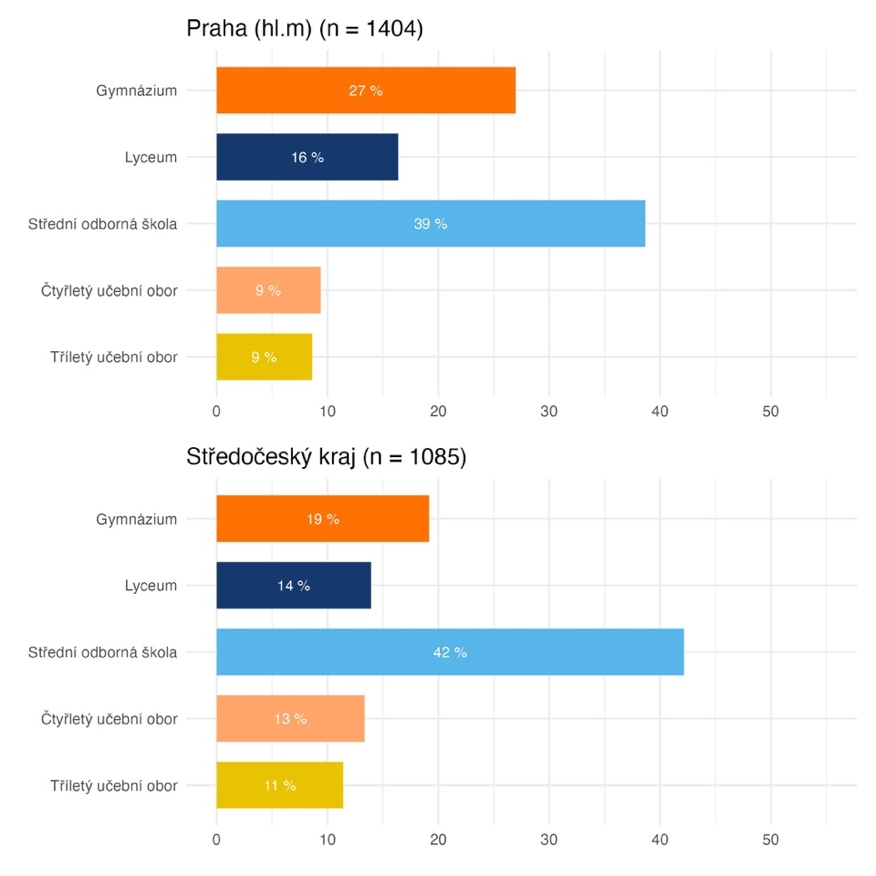 Praha (hl.m) (n = 1404)
Gymnázium 27 %
Lyceum 16 %
Střední odborná škola 39 %
Čtyřletý učební obor 9 %
Tříletý učební obor 9 %
0 10 20 30 40 50
Středočeský kraj (n = 1085)
Gymnázium 19 %
Lyceum 14 %
Střední odborná škola 42 %
Čtyřletý učební obor 13 %
Tříletý učební obor 11 %
0 10 20 30 40 50